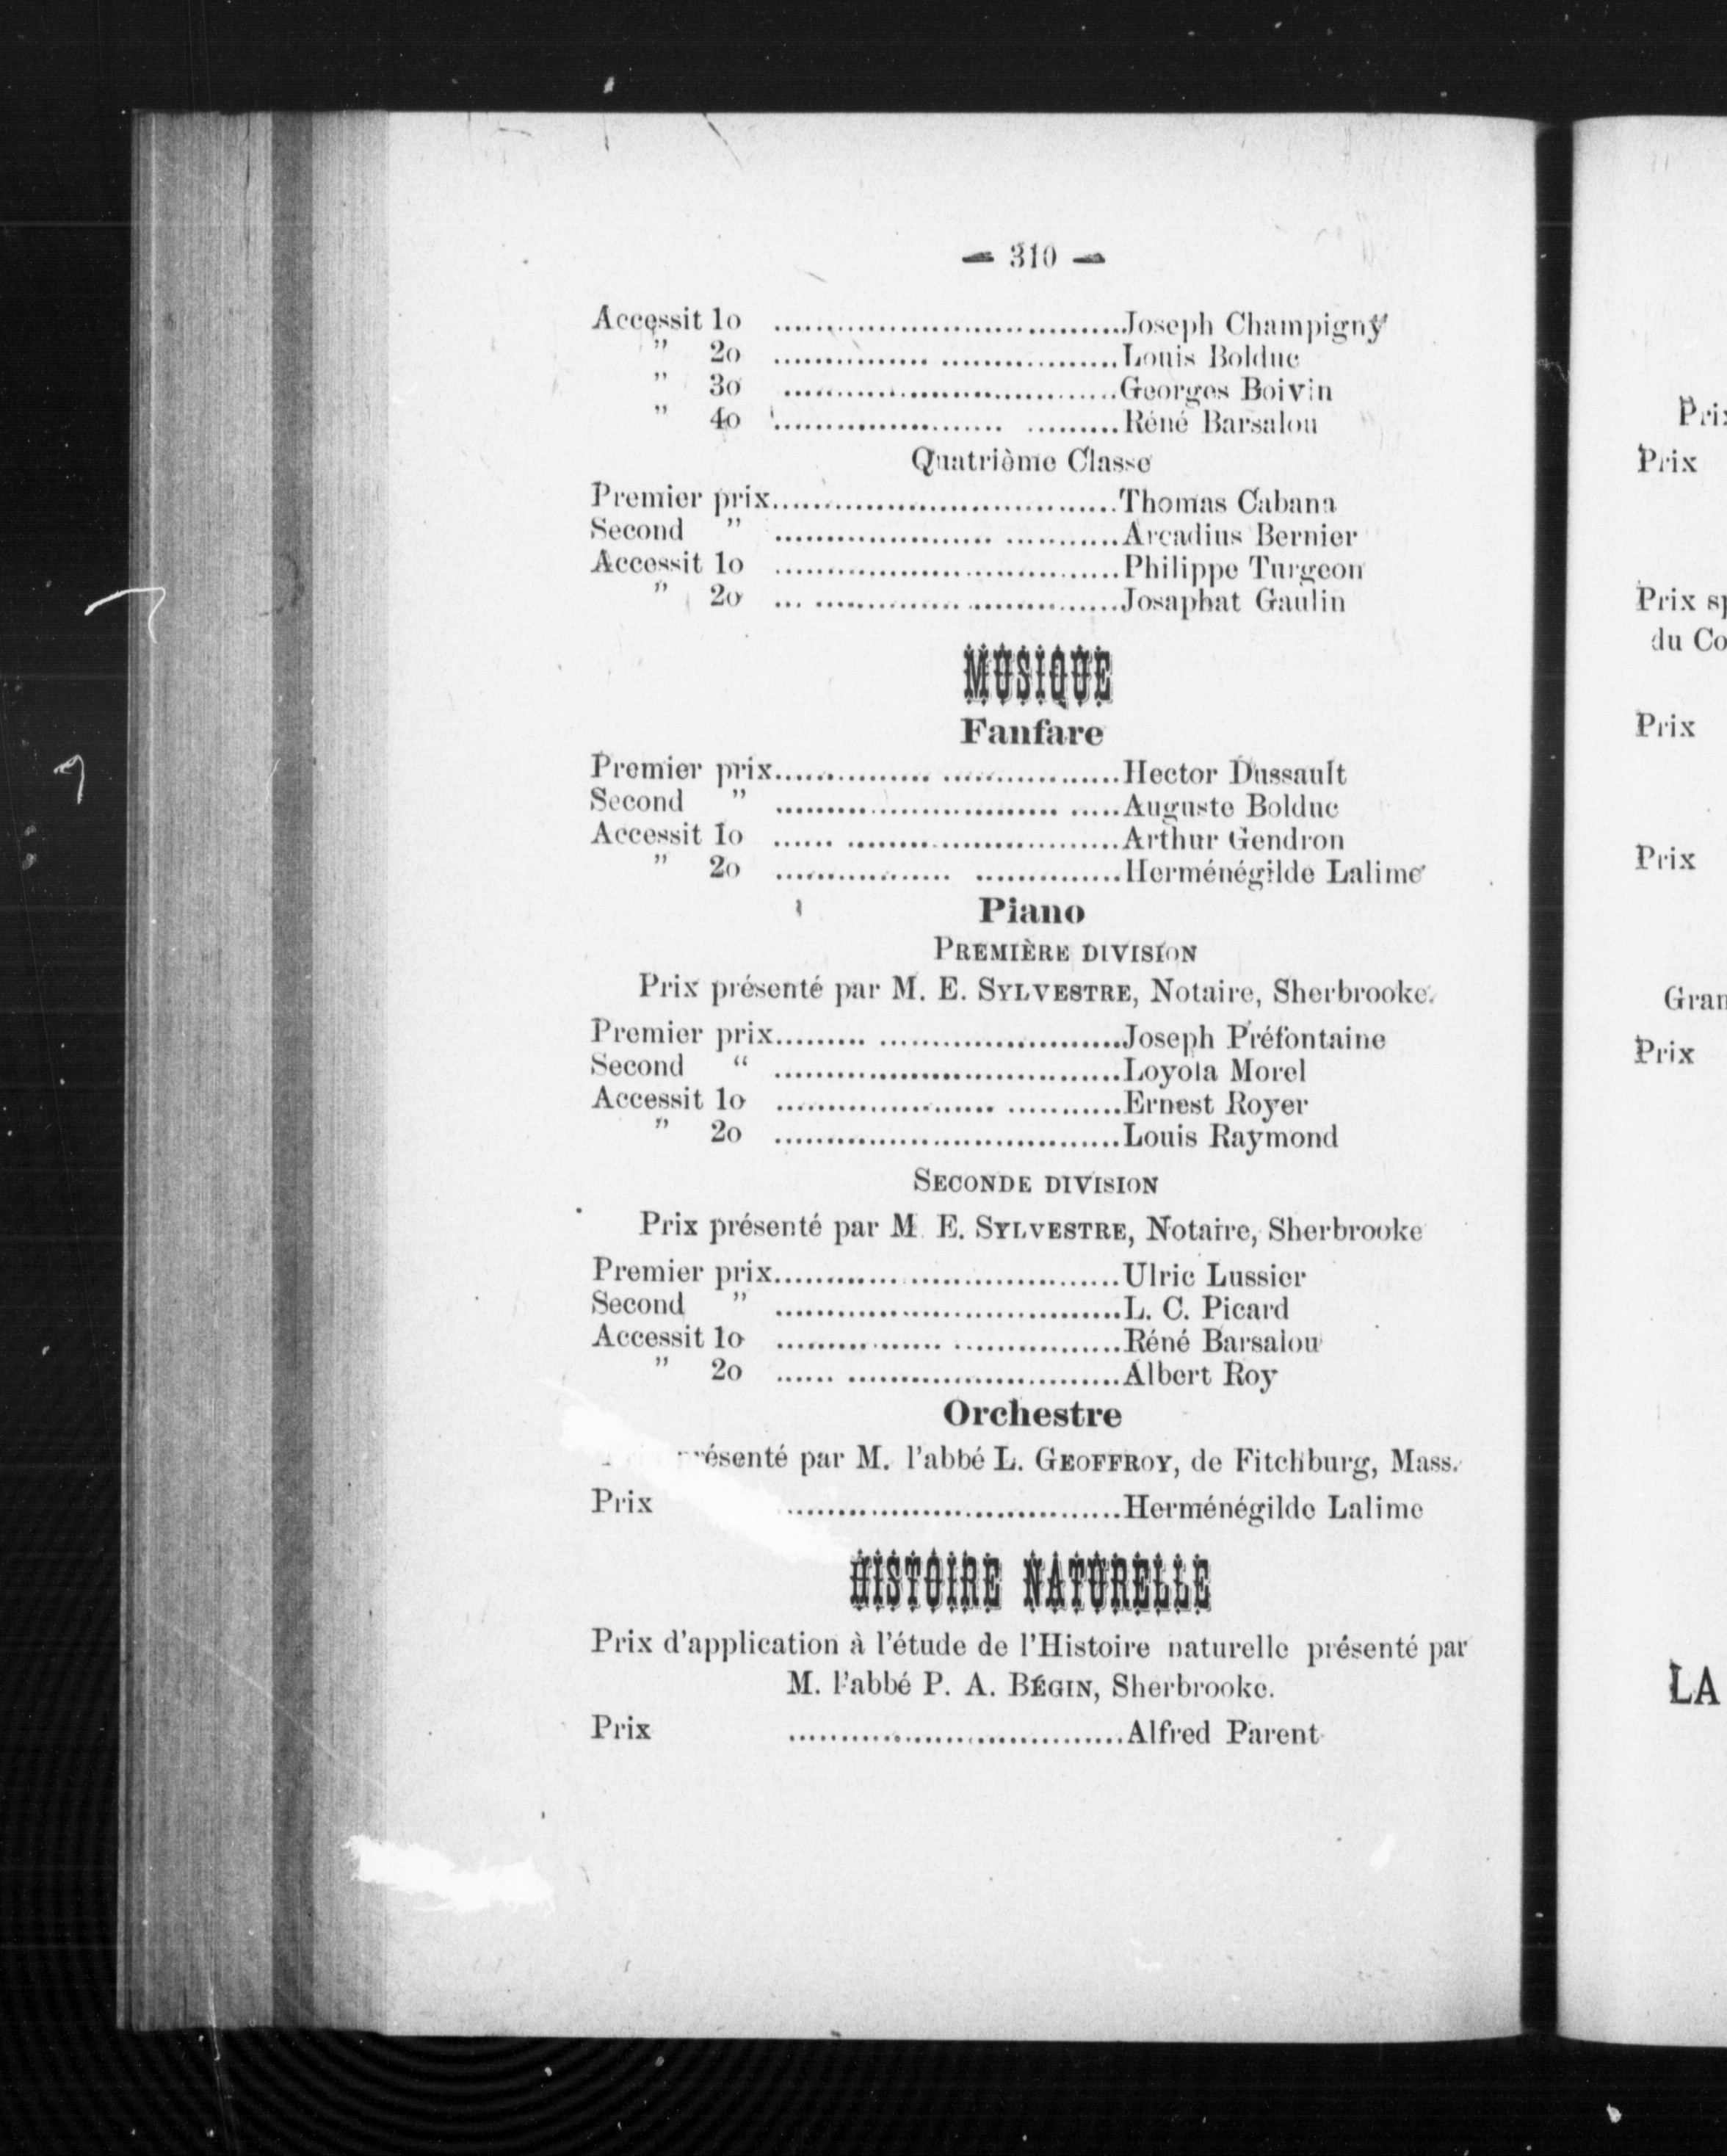 — 310 —
Accessit 1o ........................................Joseph Champigny
" 2o ........................................Louis Bolduc
" 3o ........................................Georges Boivin
" 4o ........................................Réné Barsalou
Quatrième Classe
Premier prix........................................Thomas Cabana
Second " ........................................Arcadius Bernier
Accessit 1o ........................................Philippe Turgeon
" 2o ........................................Josaphat Gaulin
MUSIQUE
Fanfare
Premier prix........................................Hector Dussault
Second " ........................................Auguste Bolduc
Accessit 1o ........................................Arthur Gendron
" 2o ........................................Herménégilde Lalime
Piano
PREMIÈRE DIVISION
Prix présenté par M. E. SYLVESTRE, Notaire, Sherbrooke.
Premier prix........................................Joseph Préfontaine
Second “ ........................................Loyola Morel
Accessit 1o ........................................Ernest Royer
" 2o ........................................Louis Raymond
SECONDE DIVISION
Prix présenté par M E. SYLVESTRE, Notaire, Sherbrooke
Premier prix........................................Ulric Lussier
Second " ........................................L. C. Picard
Accessit 1o ........................................Réné Barsalou
" 2o ........................................Albert Roy
Orchestre
résenté par M. l'abbé L. GEOFFROY, de Fitchburg, Mass.
Prix ........................................Herménégilde Lalime
HISTOIRE NATURELLE
Prix d'application à l'étude de l'Histoire naturelle présenté par
M. l'abbé P. A. BÉGIN, Sherbrooke.
Prix ........................................Alfred Parent
Pri
Prix
Prix sp
du Co
Prix
Prix
Gran
Prix
LA